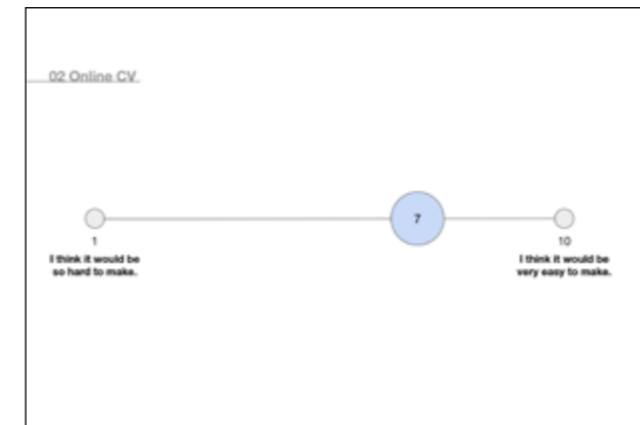 02 Online CV
7
1
10
I think it would be
so hard to make.
I think it would be
very easy to make.